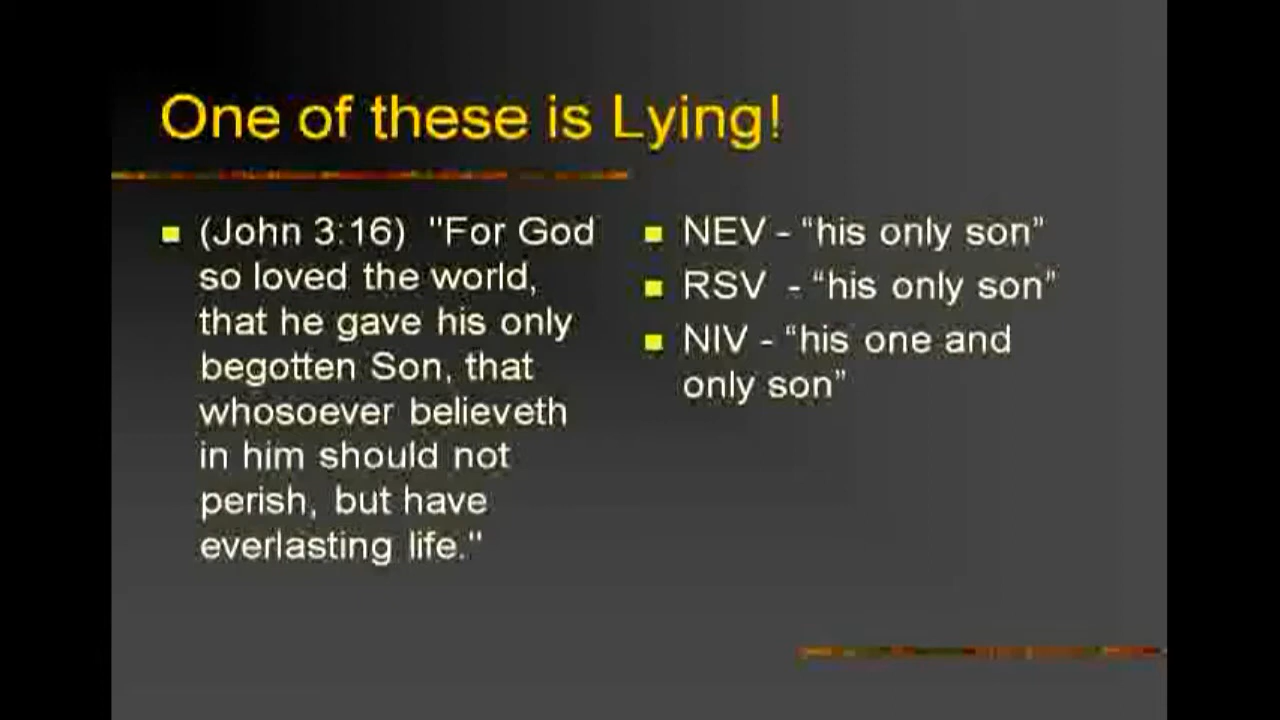 One of these is Lying!
(John 3:16) "For God
so loved the world,
that he gave his only
begotten Son, that
whosoever believeth
in him should not
perish, but have
everlasting life."
NEV - “his only son”
RSV - “his only son”
NIV - “his one and
only son”